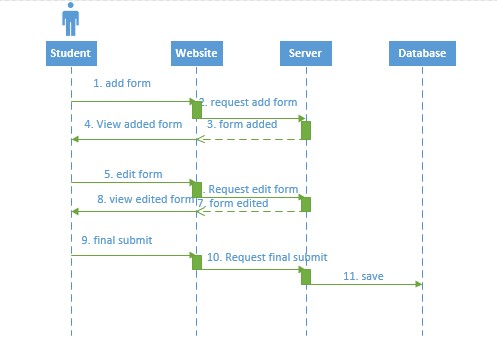 Student
Website
Server
Database
1. add form
2. request add form
4. View added form
3. form added
5. edit form
. Request edit form
8. view edited form
7. form edited
9. final submit
10. Request final submit
11. save